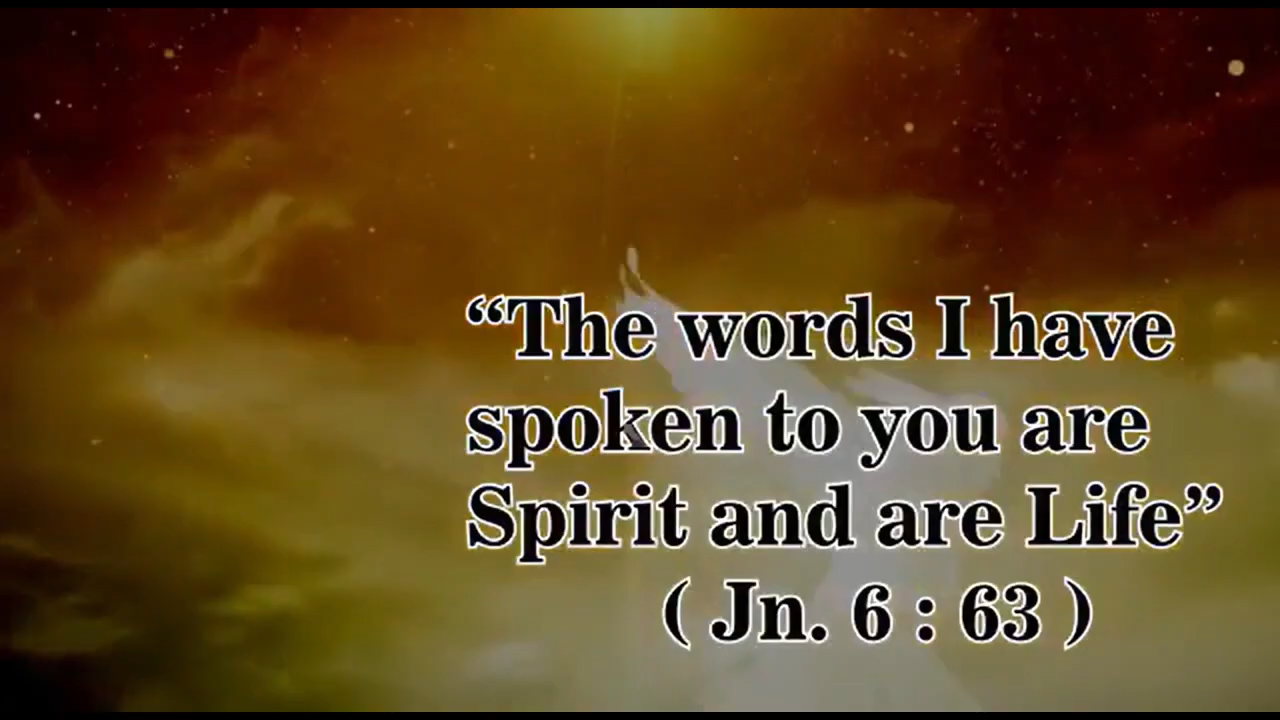 “The words I have
spoken to you are
Spirit and are Life”
( Jn. 6 : 63 )